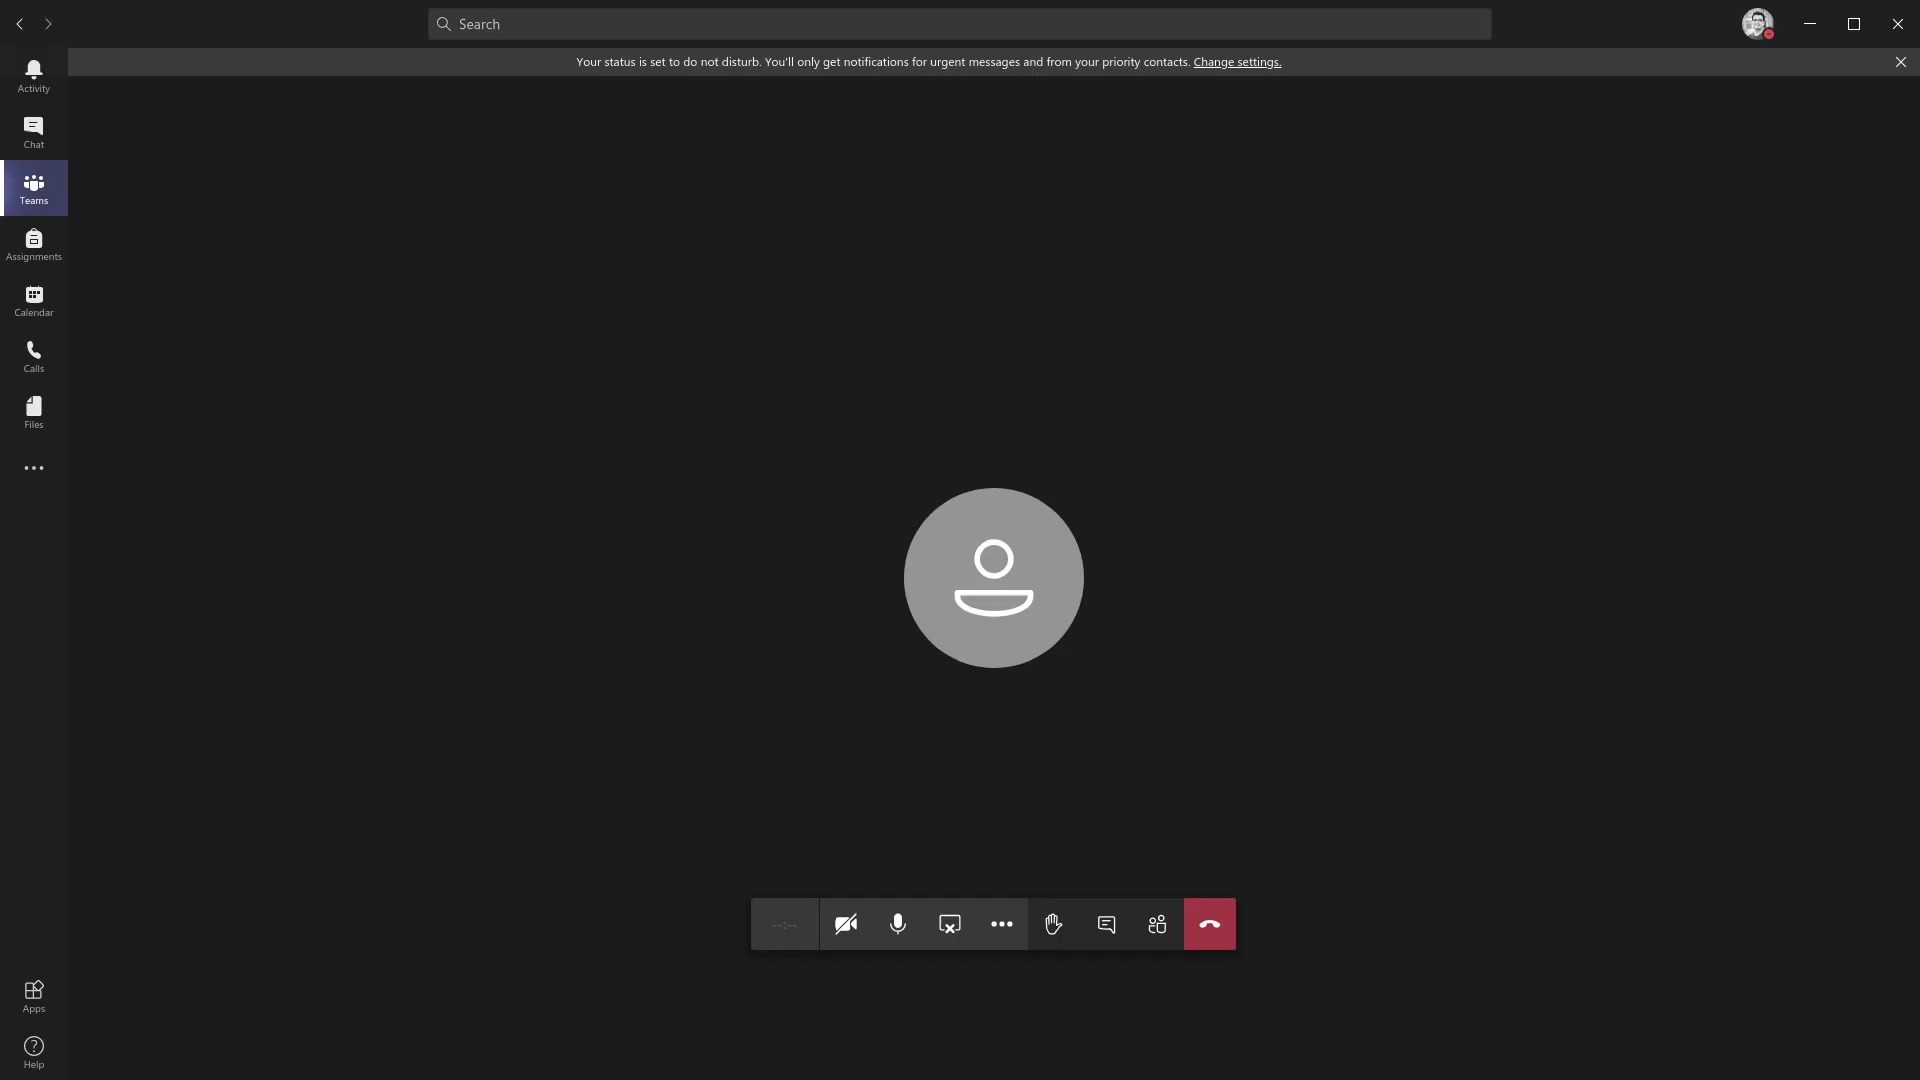 Search
Your status is set to do not disturb. You'll only get notifications for urgent messages and from your priority contacts. Change settings.
Activity
Chat
Teams
Assignments
Calendar
Calls
Files
--:--
Apps
Help